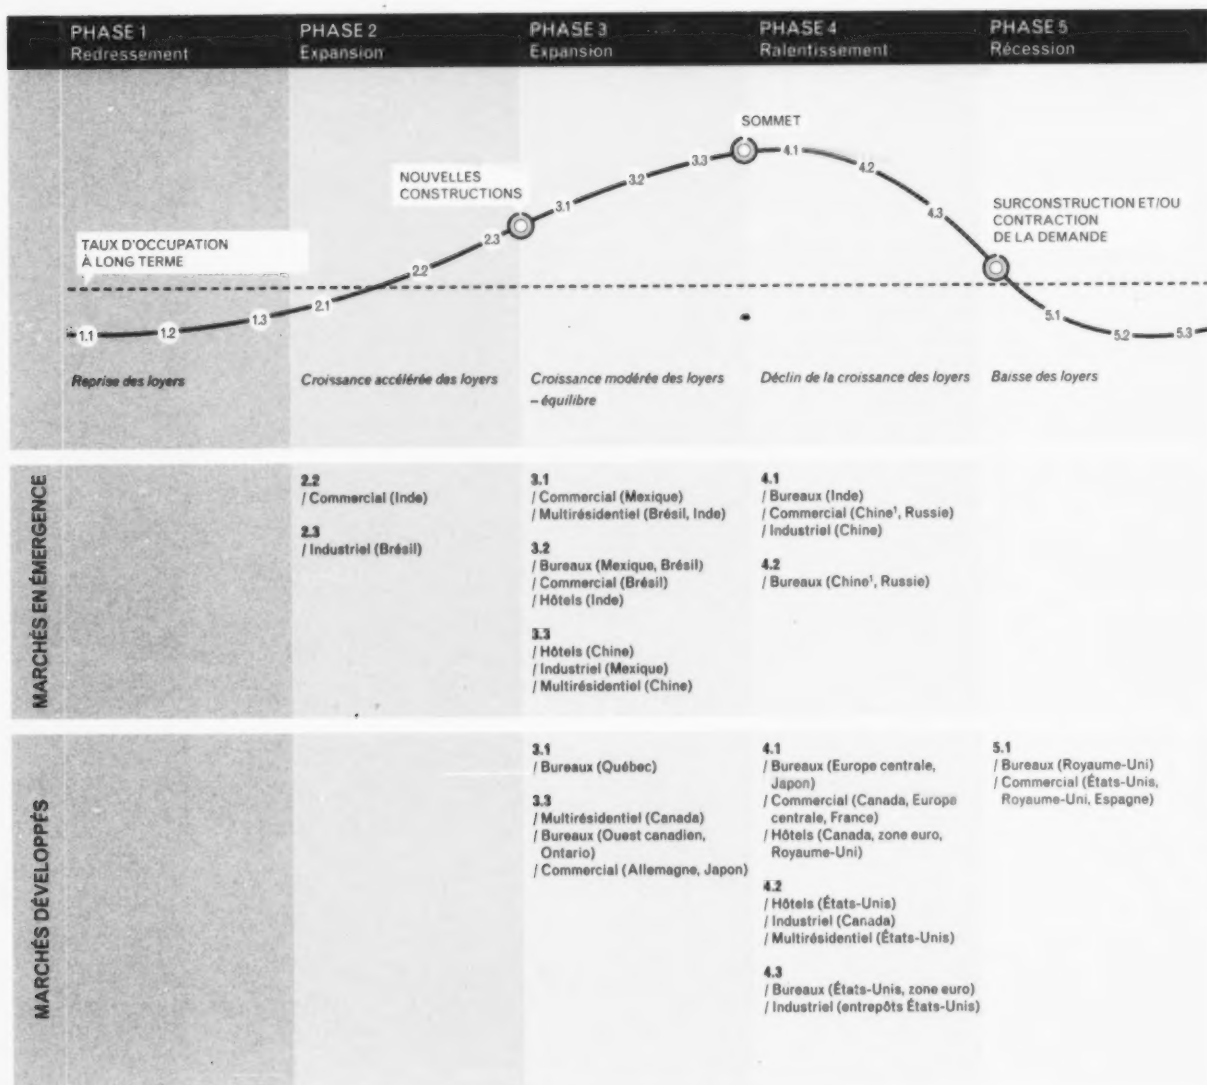 PHASE 1
Redressement
PHASE 2
Expansion
PHASE 3
Expansion
PHASE 4
Ralentissement
PHASE 5
Récession
SOMMET
NOUVELLES
CONSTRUCTIONS
SURCONSTRUCTION ET/OU
CONTRACTION
DE LA DEMANDE
TAUX D'OCCUPATION
À LONG TERME
1.1
1.2
1.3
2.1
2.2
2.3
3.1
3.2
3.3
4.1
4.2
4.3
5.1
5.2
5.3
Reprise des loyers
Croissance accélérée des loyers
Croissance modérée des loyers
– équilibre
Déclin de la croissance des loyers
Baisse des loyers
MARCHÉS EN ÉMERGENCE
2.2
/ Commercial (Inde)
2.3
/ Industriel (Brésil)
3.1
/ Commercial (Mexique)
/ Multirésidentiel (Brésil, Inde)
3.2
/ Bureaux (Mexique, Brésil)
/ Commercial (Brésil)
/ Hôtels (Inde)
3.3
/ Hôtels (Chine)
/ Industriel (Mexique)
/ Multirésidentiel (Chine)
4.1
/ Bureaux (Inde)
/ Commercial (Chine¹, Russie)
/ Industriel (Chine)
4.2
/ Bureaux (Chine¹, Russie)
MARCHÉS DÉVELOPPÉS
3.1
/ Bureaux (Québec)
3.3
/ Multirésidentiel (Canada)
/ Bureaux (Ouest canadien,
Ontario)
/ Commercial (Allemagne, Japon)
4.1
/ Bureaux (Europe centrale,
Japon)
/ Commercial (Canada, Europe
centrale, France)
/ Hôtels (Canada, zone euro,
Royaume-Uni)
4.2
/ Hôtels (États-Unis)
/ Industriel (Canada)
/ Multirésidentiel (États-Unis)
4.3
/ Bureaux (États-Unis, zone euro)
/ Industriel (entrepôts États-Unis)
5.1
/ Bureaux (Royaume-Uni)
/ Commercial (États-Unis,
Royaume-Uni, Espagne)